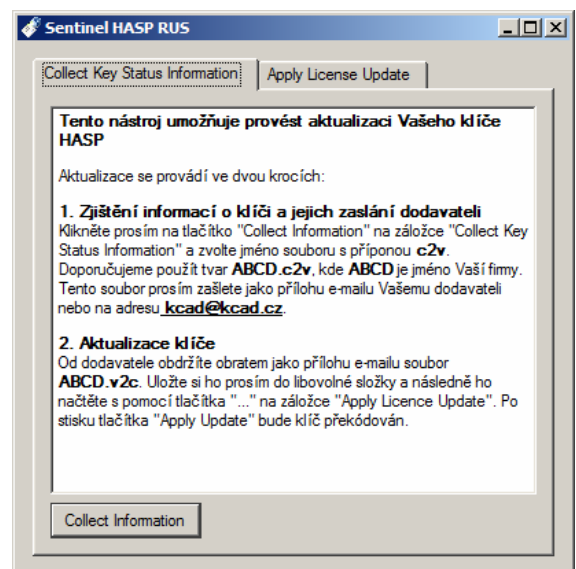 Sentinel HASP RUS
Collect Key Status Information
Apply License Update
Tento nástroj umožňuje provést aktualizaci Vašeho klíče
HASP
Aktualizace se provádí ve dvou krocích:
1. Zjištění informací o klíči a jejich zaslání dodavateli
Klikněte prosím na tlačítko "Collect Information" na záložce "Collect Key
Status Information" a zvolte jméno souboru s příponou c2v.
Doporučujeme použít tvar ABCD.c2v, kde ABCD je jméno Vaší firmy.
Tento soubor prosím zašlete jako přílohu e-mailu Vašemu dodavateli
nebo na adresu kcad@kcad.cz.
2. Aktualizace klíče
Od dodavatele obdržíte obratem jako přílohu e-mailu soubor
ABCD.v2c. Uložte si ho prosím do libovolné složky a následně ho
načtěte s pomocí tlačítka "..." na záložce "Apply Licence Update". Po
stisku tlačítka "Apply Update" bude klíč překódován.
Collect Information